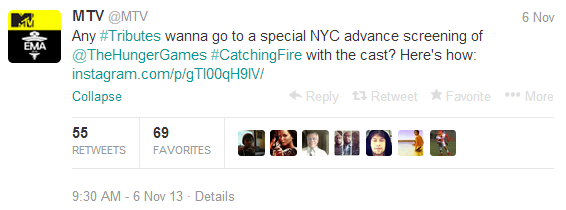 MTV @MTV 6 Nov
Any #Tributes wanna go to a special NYC advance screening of
@TheHungerGames #CatchingFire with the cast? Here's how:
instagram.com/p/gTl00qH9lV/
Collapse Reply Retweet Favorite More
55 69
RETWEETS FAVORITES
9:30 AM - 6 Nov 13 · Details
MTV
EMA